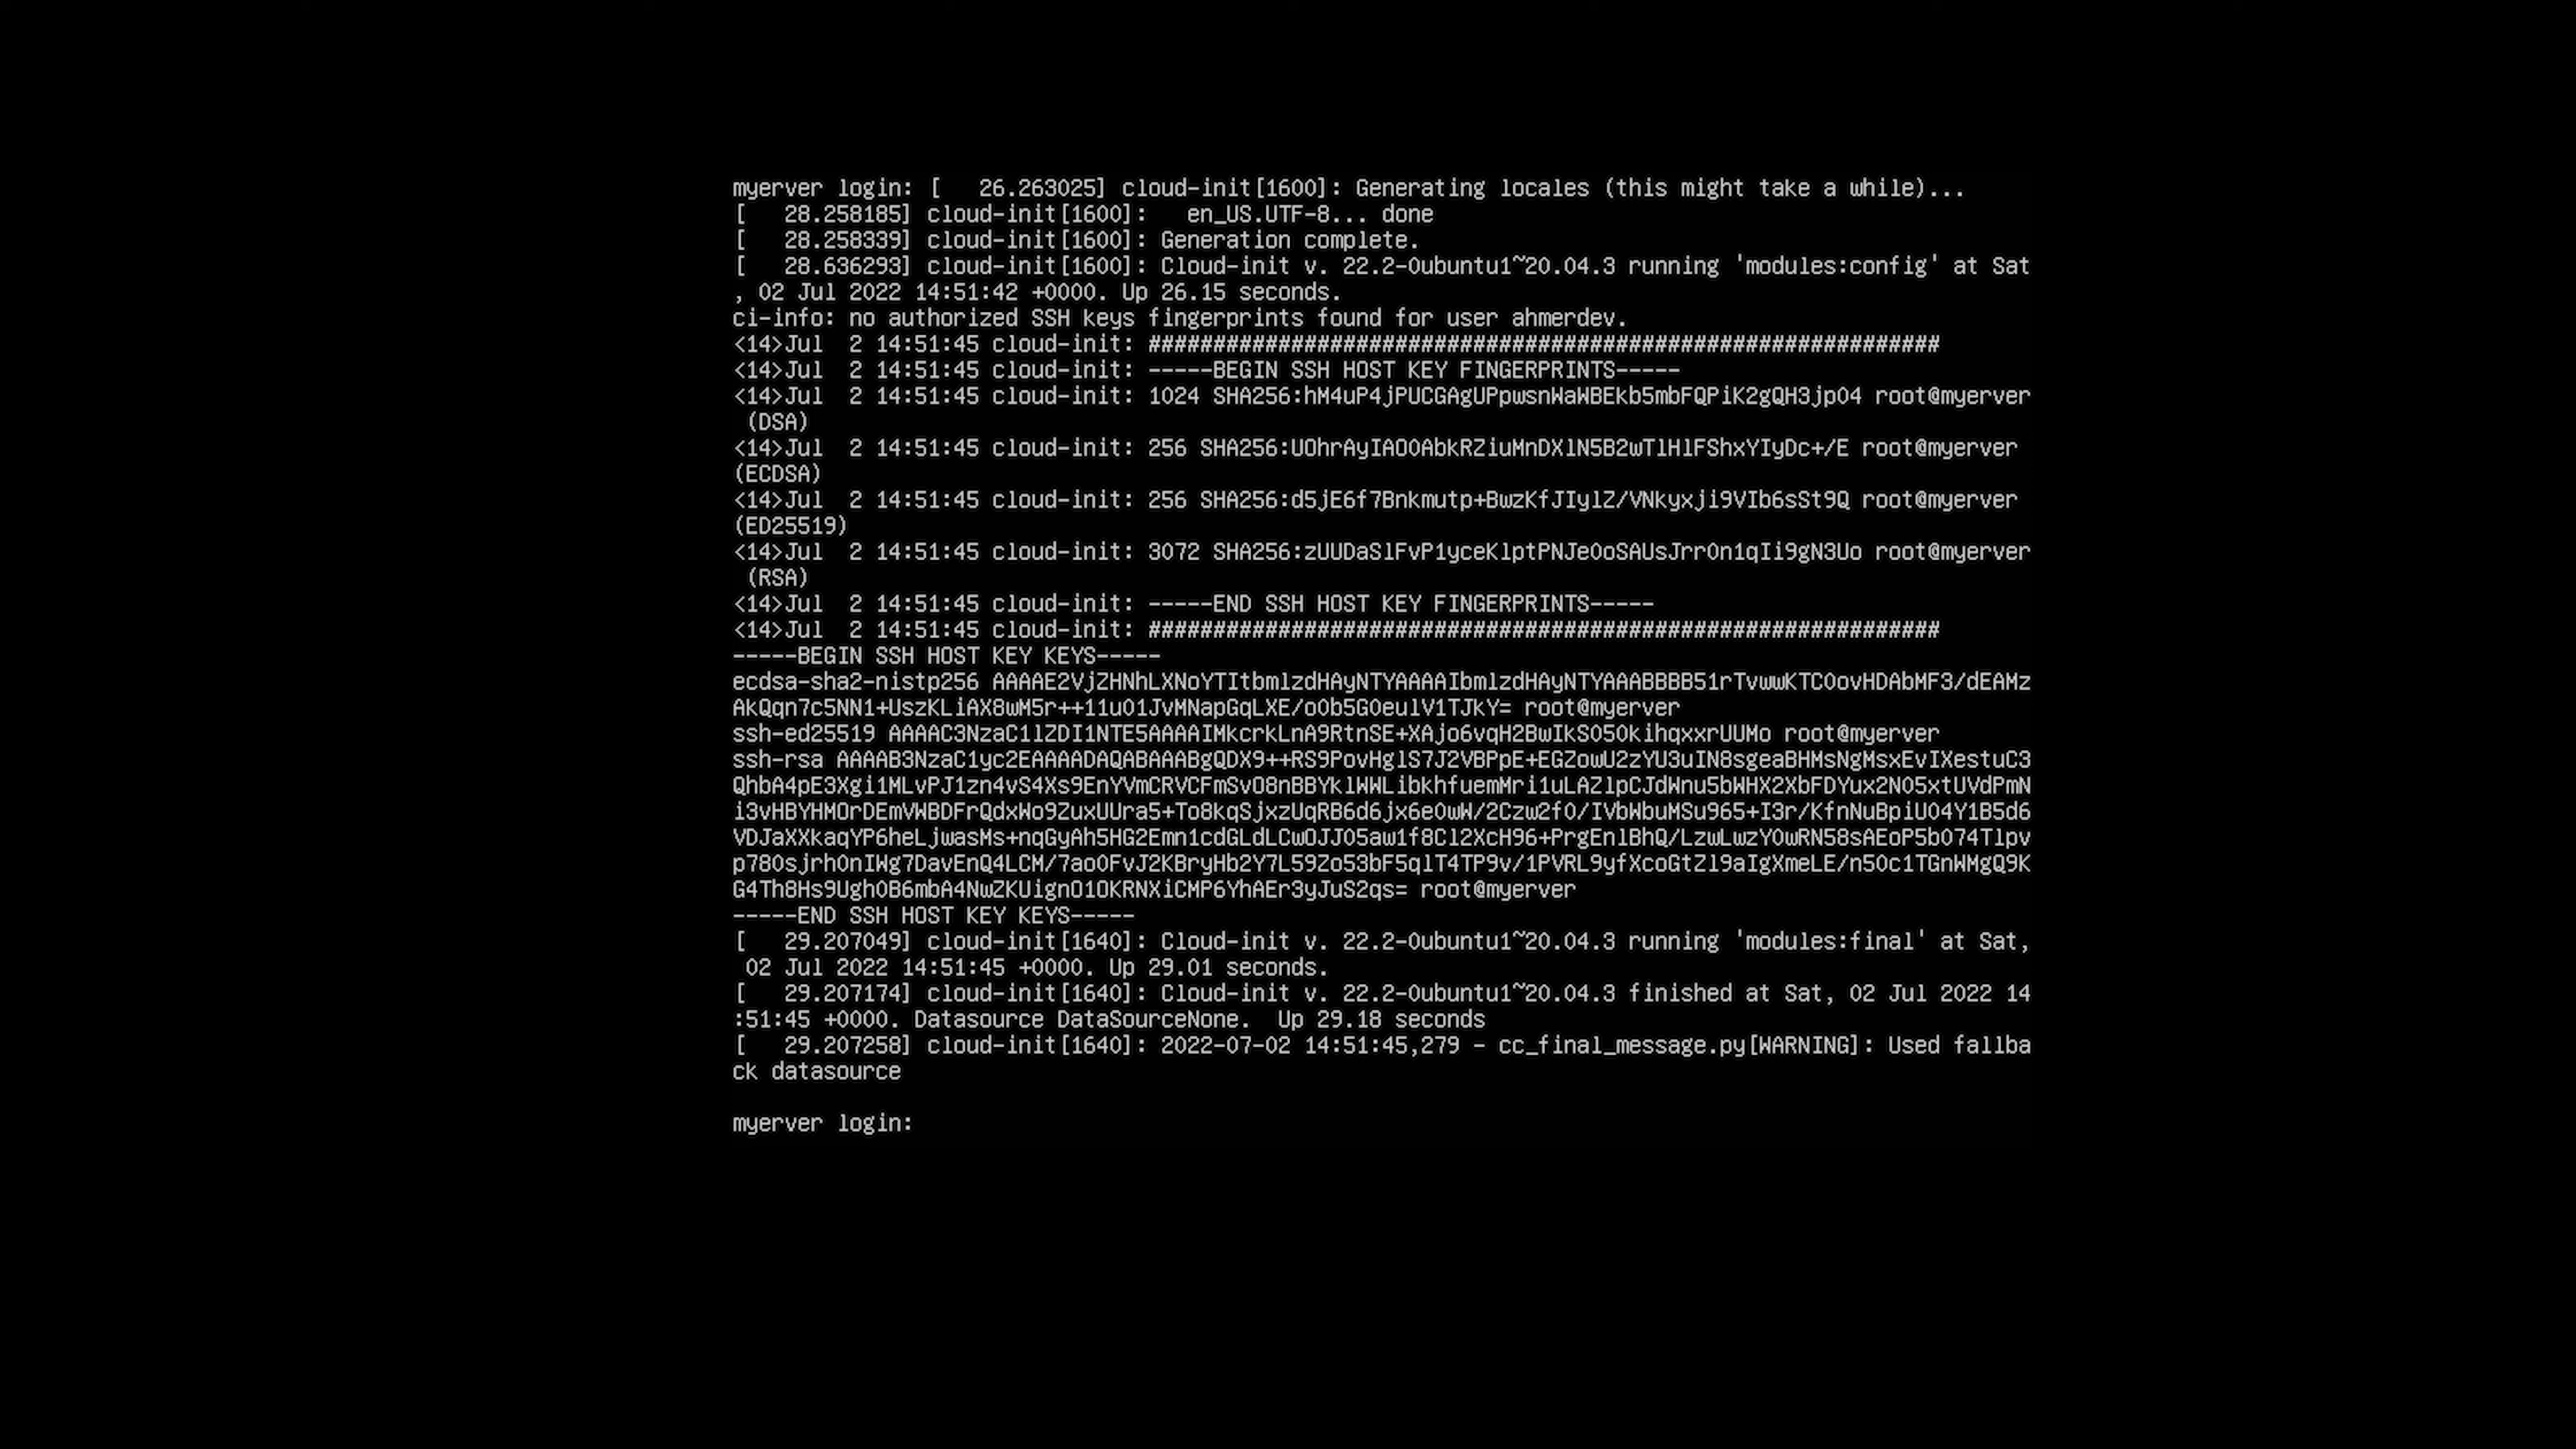 myerver login: [   26.263025] cloud-init[1600]: Generating locales (this might take a while)...
[   28.258185] cloud-init[1600]:   en_US.UTF-8... done
[   28.258339] cloud-init[1600]: Generation complete.
[   28.636293] cloud-init[1600]: Cloud-init v. 22.2-0ubuntu1~20.04.3 running 'modules:config' at Sat
, 02 Jul 2022 14:51:42 +0000. Up 26.15 seconds.
ci-info: no authorized SSH keys fingerprints found for user ahmerdev.
<14>Jul  2 14:51:45 cloud-init: #############################################################
<14>Jul  2 14:51:45 cloud-init: -----BEGIN SSH HOST KEY FINGERPRINTS-----
<14>Jul  2 14:51:45 cloud-init: 1024 SHA256:hM4uP4jPUCGAgUPpwsnWaWBEkb5mbFQPiK2gQH3jp04 root@myerver
 (DSA)
<14>Jul  2 14:51:45 cloud-init: 256 SHA256:UOhrAyIAO0AbkRZiuMnDXlN5B2wTlHlFShxYIyDc+/E root@myerver
(ECDSA)
<14>Jul  2 14:51:45 cloud-init: 256 SHA256:d5jE6f7Bnkmutp+BwzKfJIylZ/VNkyxji9VIb6sSt9Q root@myerver
(ED25519)
<14>Jul  2 14:51:45 cloud-init: 3072 SHA256:zUUDaSlFvP1yceKlptPNJe0oSAUsJrr0n1qIi9gN3Uo root@myerver
 (RSA)
<14>Jul  2 14:51:45 cloud-init: -----END SSH HOST KEY FINGERPRINTS-----
<14>Jul  2 14:51:45 cloud-init: #############################################################
-----BEGIN SSH HOST KEY KEYS-----
ecdsa-sha2-nistp256 AAAAE2VjZHNhLXNoYTItbmlzdHAyNTYAAAAIbmlzdHAyNTYAAABBBB51rTvwwKTC0ovHDAbMF3/dEAMz
AkQqn7c5NN1+UszKLiAX8wM5r++11u01JvMNapGqLXE/o0b5G0eulV1TJkY= root@myerver
ssh-ed25519 AAAAC3NzaC1lZDI1NTE5AAAAIMkcrkLnA9RtnSE+XAjo6vqH2BwIkS050kihqxxrUUMo root@myerver
ssh-rsa AAAAB3NzaC1yc2EAAAADAQABAAABgQDX9++RS9PovHglS7J2VBPpE+EGZowU2zYU3uIN8sgeaBHMsNgMsxEvIXestuC3
QhbA4pE3Xgi1MLvPJ1zn4vS4Xs9EnYVmCRVCFmSvO8nBBYklWWLibKhfuemMri1uLAZlpCJdWnu5bWHX2XbFDYux2N05xtUVdPmN
i3vHBYHMOrDEmVWBDFrQdxWo9ZuxUUra5+To8kqSjxzUqRB6d6jx6e0wW/2Czw2f0/IVbWbuMSu965+I3r/KfnNuBpiU04Y1B5d6
VDJaXXkaqYP6heLjwasMs+nqGyAh5HG2Emn1cdGLdLCwOJJ05aw1f8Cl2XcH96+PrgEnlBhQ/LzwLwzY0wRN58sAEoP5b074Tlpv
p780sjrh0nIWg7DavEnQ4LCM/7ao0FvJ2KBryHb2Y7L59Zo53bF5qlT4TP9v/1PVRL9yfXcoGtZl9aIgXmeLE/n50c1TGnWMgQ9K
G4Th8Hs9Ugh0B6mbA4NwZKUignO1OKRNXiCMP6YhAEr3yJuS2qs= root@myerver
-----END SSH HOST KEY KEYS-----
[   29.207049] cloud-init[1640]: Cloud-init v. 22.2-0ubuntu1~20.04.3 running 'modules:final' at Sat,
 02 Jul 2022 14:51:45 +0000. Up 29.01 seconds.
[   29.207174] cloud-init[1640]: Cloud-init v. 22.2-0ubuntu1~20.04.3 finished at Sat, 02 Jul 2022 14
:51:45 +0000. Datasource DataSourceNone.  Up 29.18 seconds
[   29.207258] cloud-init[1640]: 2022-07-02 14:51:45,279 - cc_final_message.py[WARNING]: Used fallba
ck datasource
myerver login: